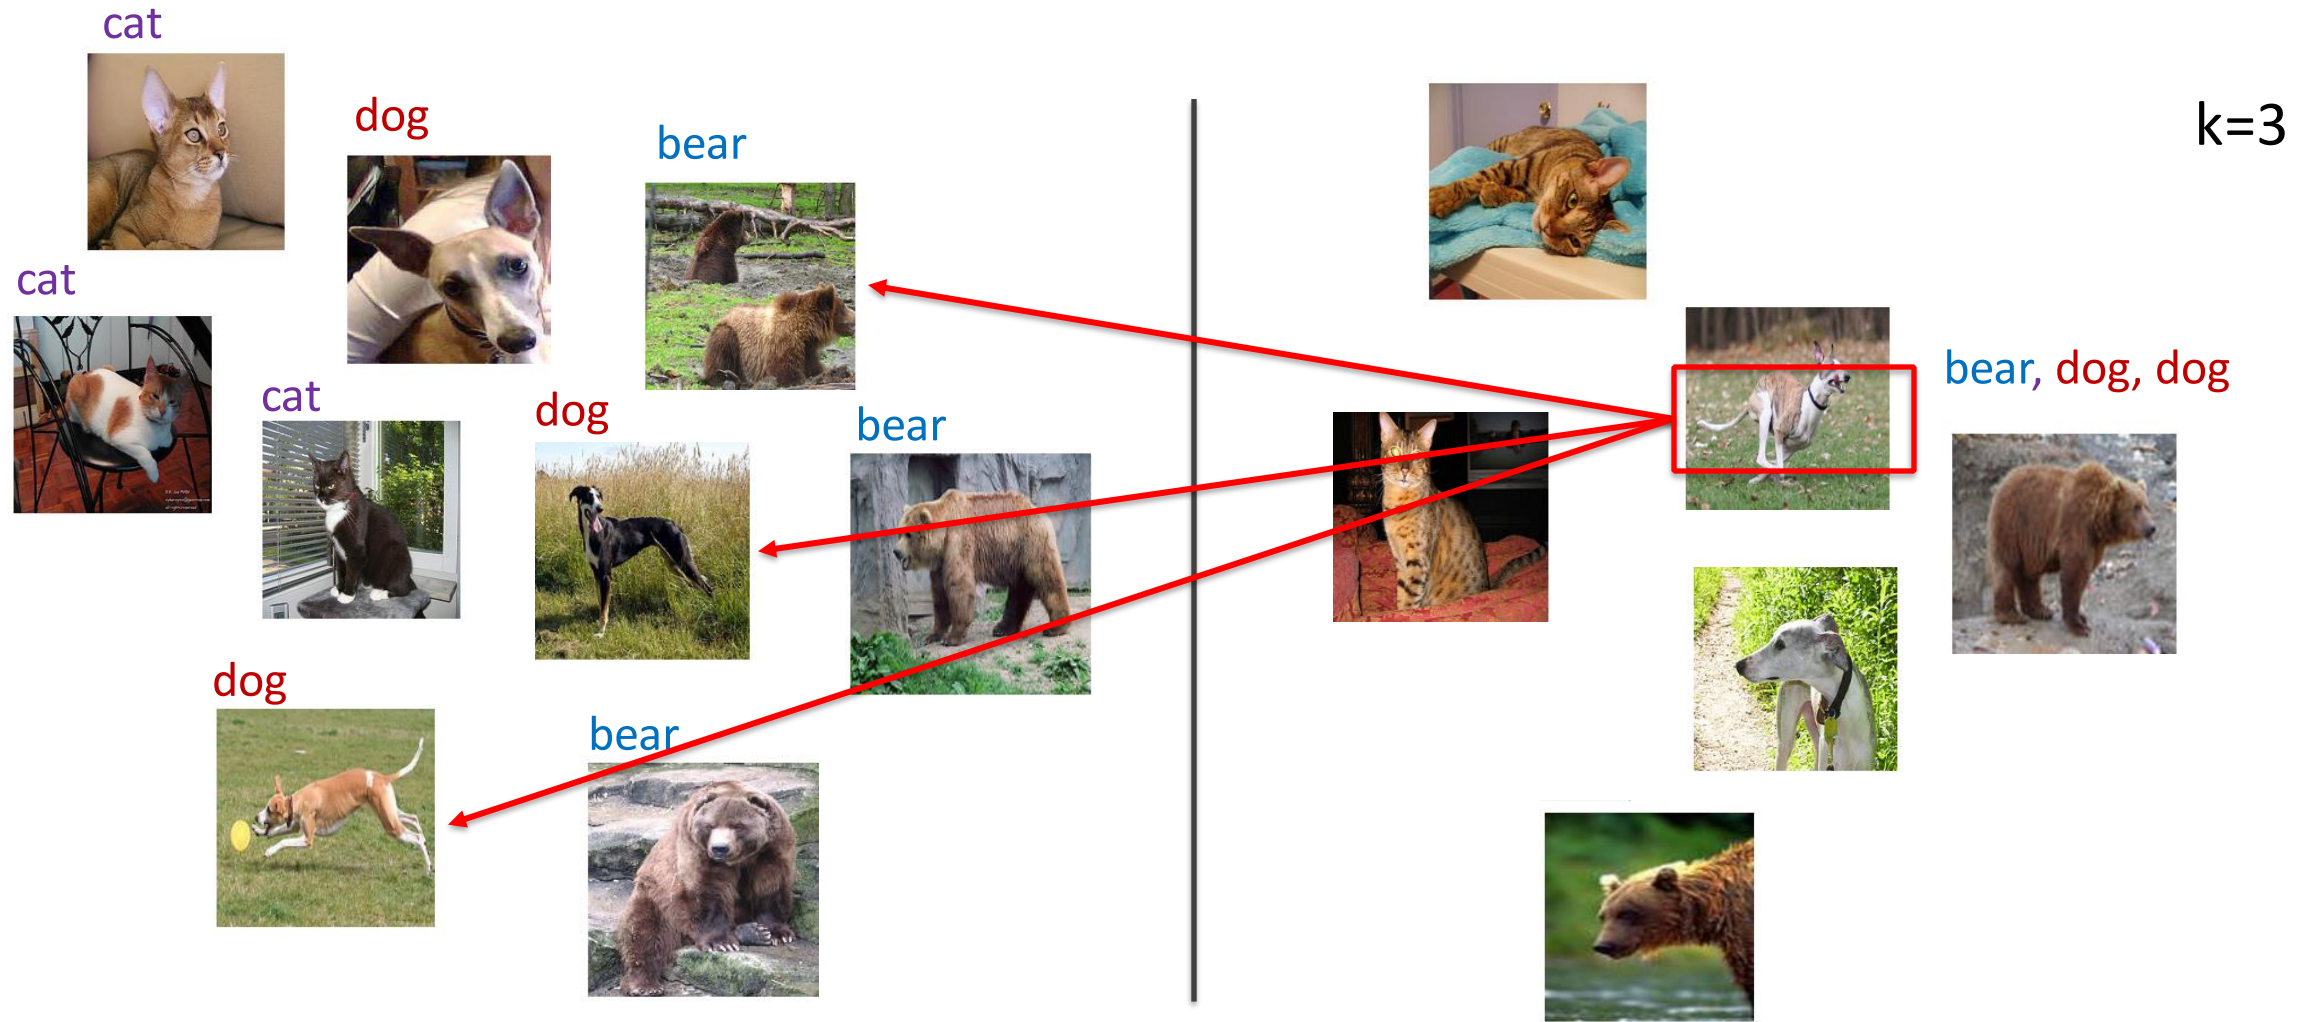 cat
dog
bear
k=3
cat
cat
dog
bear
bear, dog, dog
dog
bear